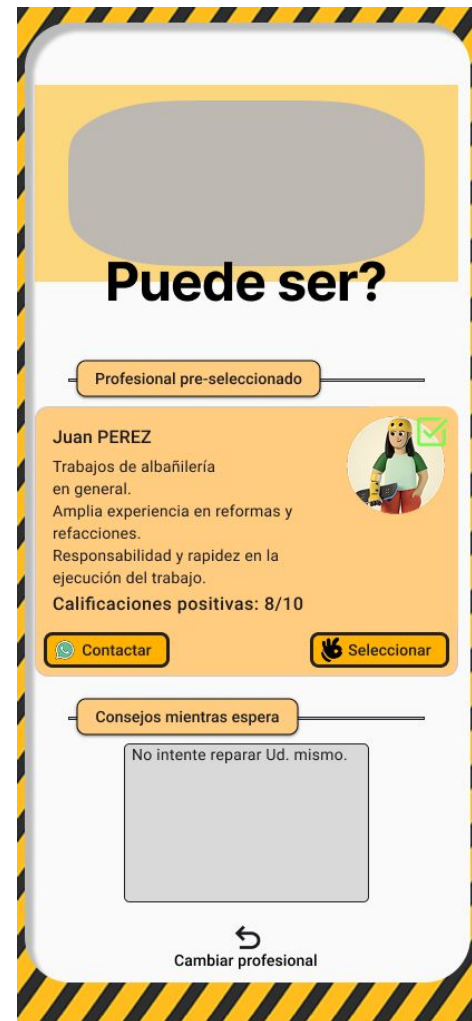 Puede ser?
Profesional pre-seleccionado
Juan PEREZ
Trabajos de albañilería
en general.
Amplia experiencia en reformas y
refacciones.
Responsabilidad y rapidez en la
ejecución del trabajo.
Calificaciones positivas: 8/10
Contactar
Seleccionar
Consejos mientras espera
No intente reparar Ud. mismo.
Cambiar profesional